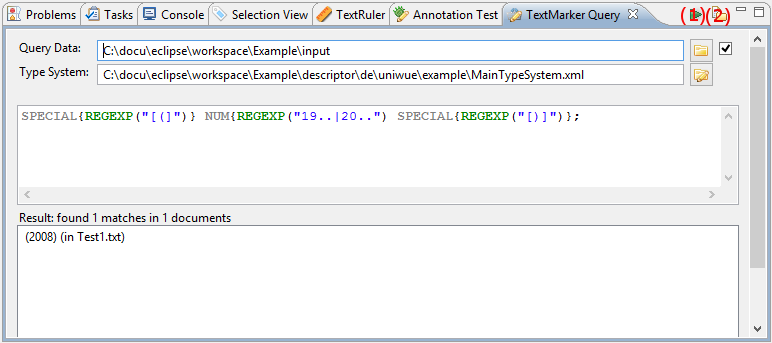 Problems Tasks Console Selection View TextRuler Annotation Test TextMarker Query (1) (2)
Query Data: C:\docu\eclipse\workspace\Example\input
Type System: C:\docu\eclipse\workspace\Example\descriptor\de\uniwue\example\MainTypeSystem.xml
SPECIAL{REGEXP("[(]")} NUM{REGEXP("19..|20..") SPECIAL{REGEXP("[)]")};
Result: found 1 matches in 1 documents
(2008) (in Test1.txt)